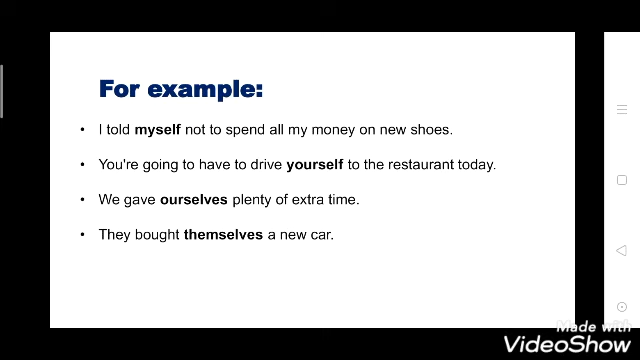 For example:
• I told myself not to spend all my money on new shoes.
• You're going to have to drive yourself to the restaurant today.
• We gave ourselves plenty of extra time.
• They bought themselves a new car.
Made with
VideoShow